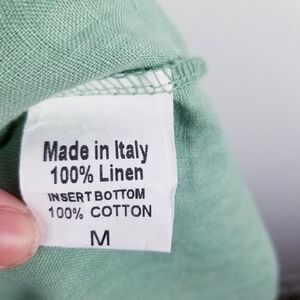 Made in Italy
100% Linen
INSERT BOTTOM
100% COTTON
M